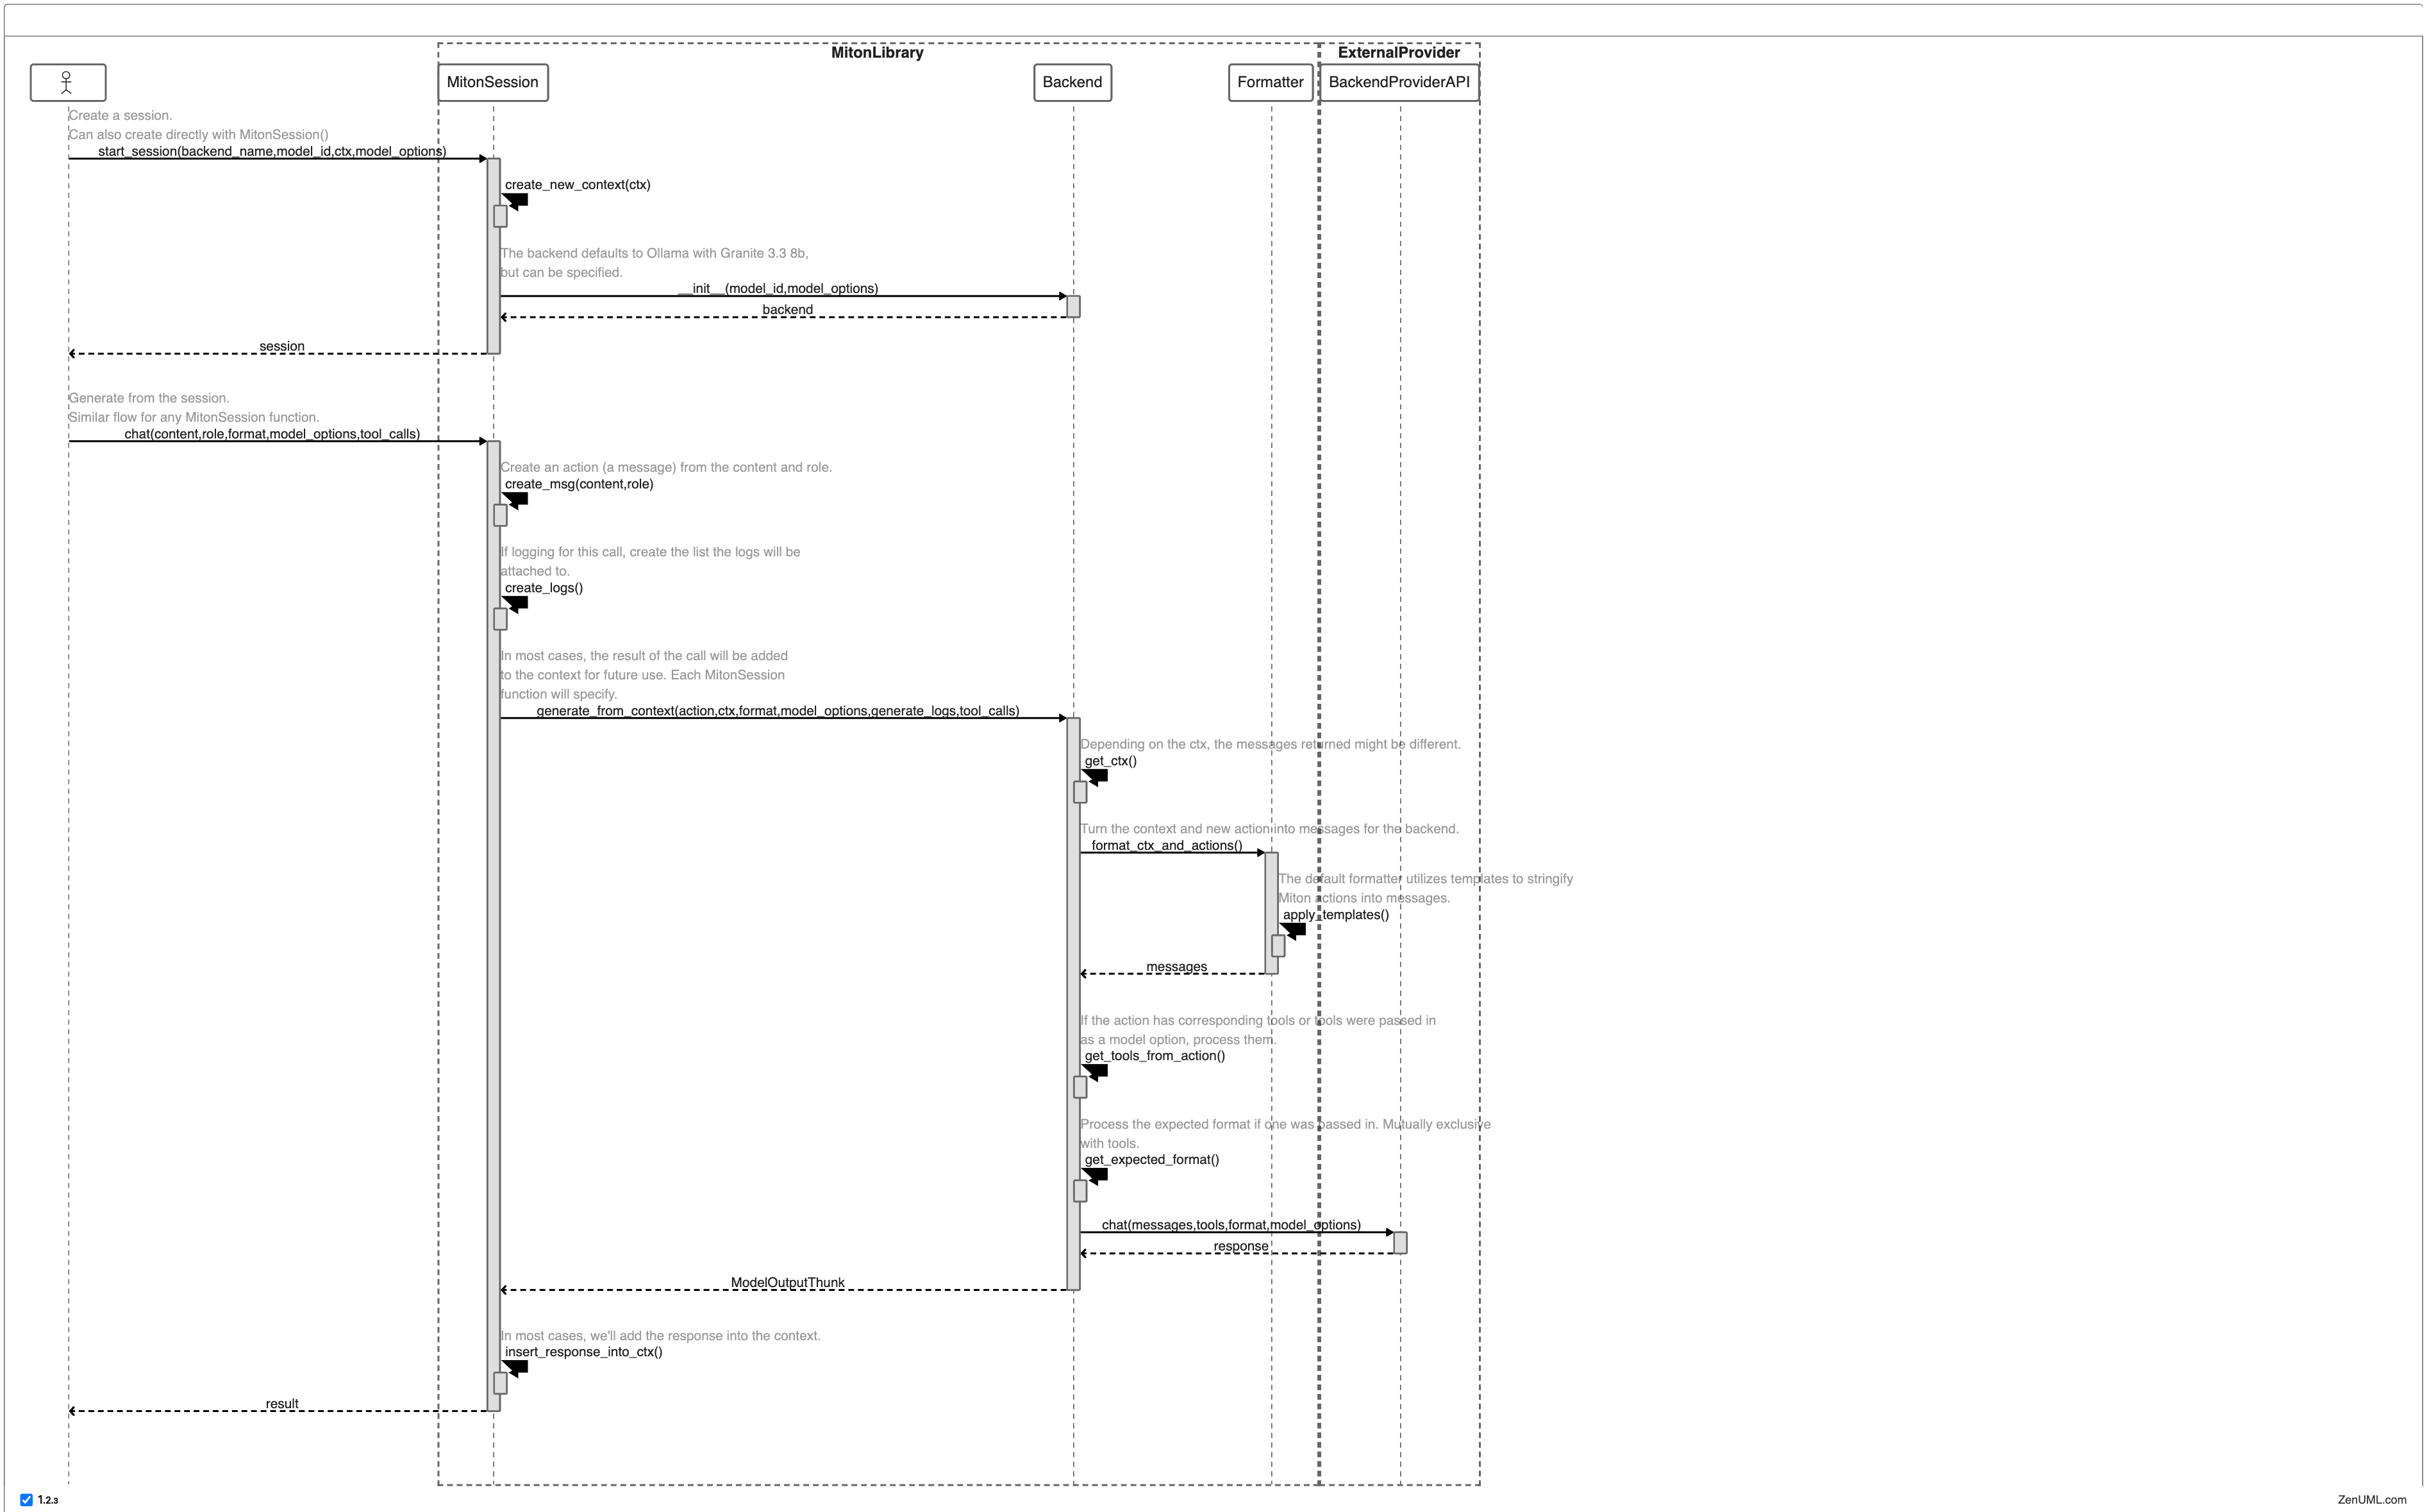 MitonLibrary
ExternalProvider
MitonSession
Backend
Formatter
BackendProviderAPI
Create a session.
Can also create directly with MitonSession()
start_session(backend_name,model_id,ctx,model_options)
create_new_context(ctx)
The backend defaults to Ollama with Granite 3.3 8b,
but can be specified.
__init__(model_id,model_options)
backend
session
Generate from the session.
Similar flow for any MitonSession function.
chat(content,role,format,model_options,tool_calls)
Create an action (a message) from the content and role.
create_msg(content,role)
If logging for this call, create the list the logs will be
attached to.
create_logs()
In most cases, the result of the call will be added
to the context for future use. Each MitonSession
function will specify.
generate_from_context(action,ctx,format,model_options,generate_logs,tool_calls)
Depending on the ctx, the messages returned might be different.
get_ctx()
Turn the context and new action into messages for the backend.
format_ctx_and_actions()
The default formatter utilizes templates to stringify
Miton actions into messages.
apply_templates()
messages
If the action has corresponding tools or tools were passed in
as a model option, process them.
get_tools_from_action()
Process the expected format if one was passed in. Mutually exclusive
with tools.
get_expected_format()
chat(messages,tools,format,model_options)
response
ModelOutputThunk
In most cases, we'll add the response into the context.
insert_response_into_ctx()
result
1.2.3
ZenUML.com